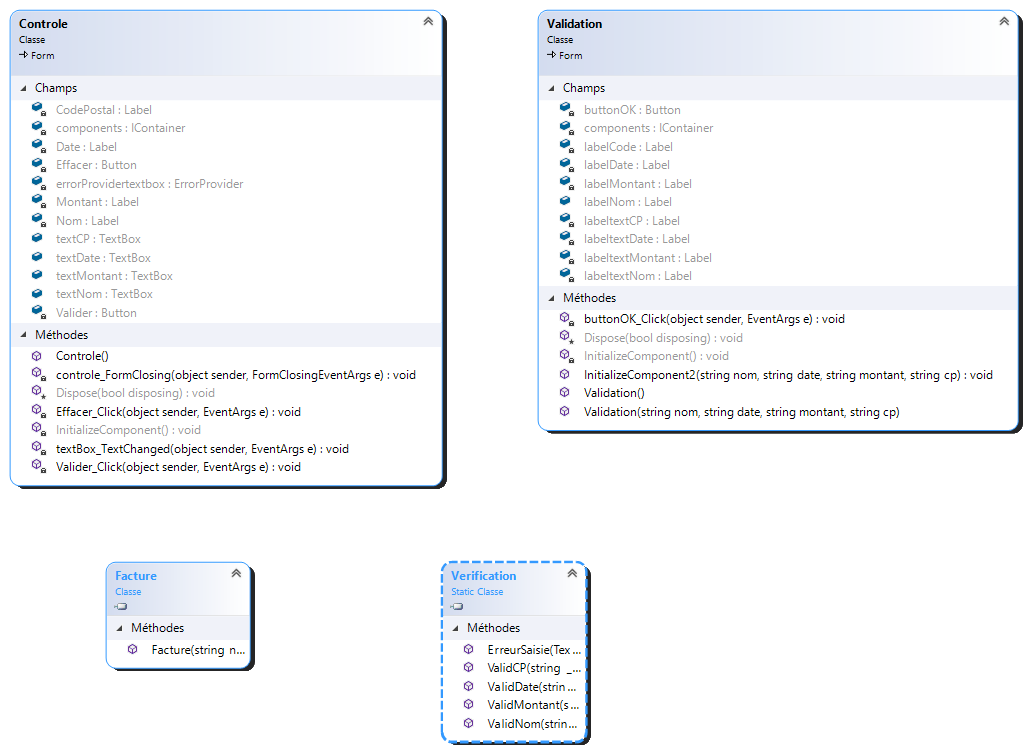 Controle
Classe
Form
Champs
CodePostal : Label
components : IContainer
Date : Label
Effacer : Button
errorProvidertextbox : ErrorProvider
Montant : Label
Nom : Label
textCP : TextBox
textDate : TextBox
textMontant : TextBox
textNom : TextBox
Valider : Button
Méthodes
Controle()
controle_FormClosing(object sender, FormClosingEventArgs e) : void
Dispose(bool disposing) : void
Effacer_Click(object sender, EventArgs e) : void
InitializeComponent() : void
textBox_TextChanged(object sender, EventArgs e) : void
Valider_Click(object sender, EventArgs e) : void
Validation
Classe
Form
Champs
buttonOK : Button
components : IContainer
labelCode : Label
labelDate : Label
labelMontant : Label
labelNom : Label
labeltextCP : Label
labeltextDate : Label
labeltextMontant : Label
labeltextNom : Label
Méthodes
buttonOK_Click(object sender, EventArgs e) : void
Dispose(bool disposing) : void
InitializeComponent() : void
InitializeComponent2(string nom, string date, string montant, string cp) : void
Validation()
Validation(string nom, string date, string montant, string cp)
Facture
Classe
Méthodes
Facture(string n...
Verification
Static Classe
Méthodes
ErreurSaisie(Tex...
ValidCP(string _...
ValidDate(strin...
ValidMontant(s...
ValidNom(strin...